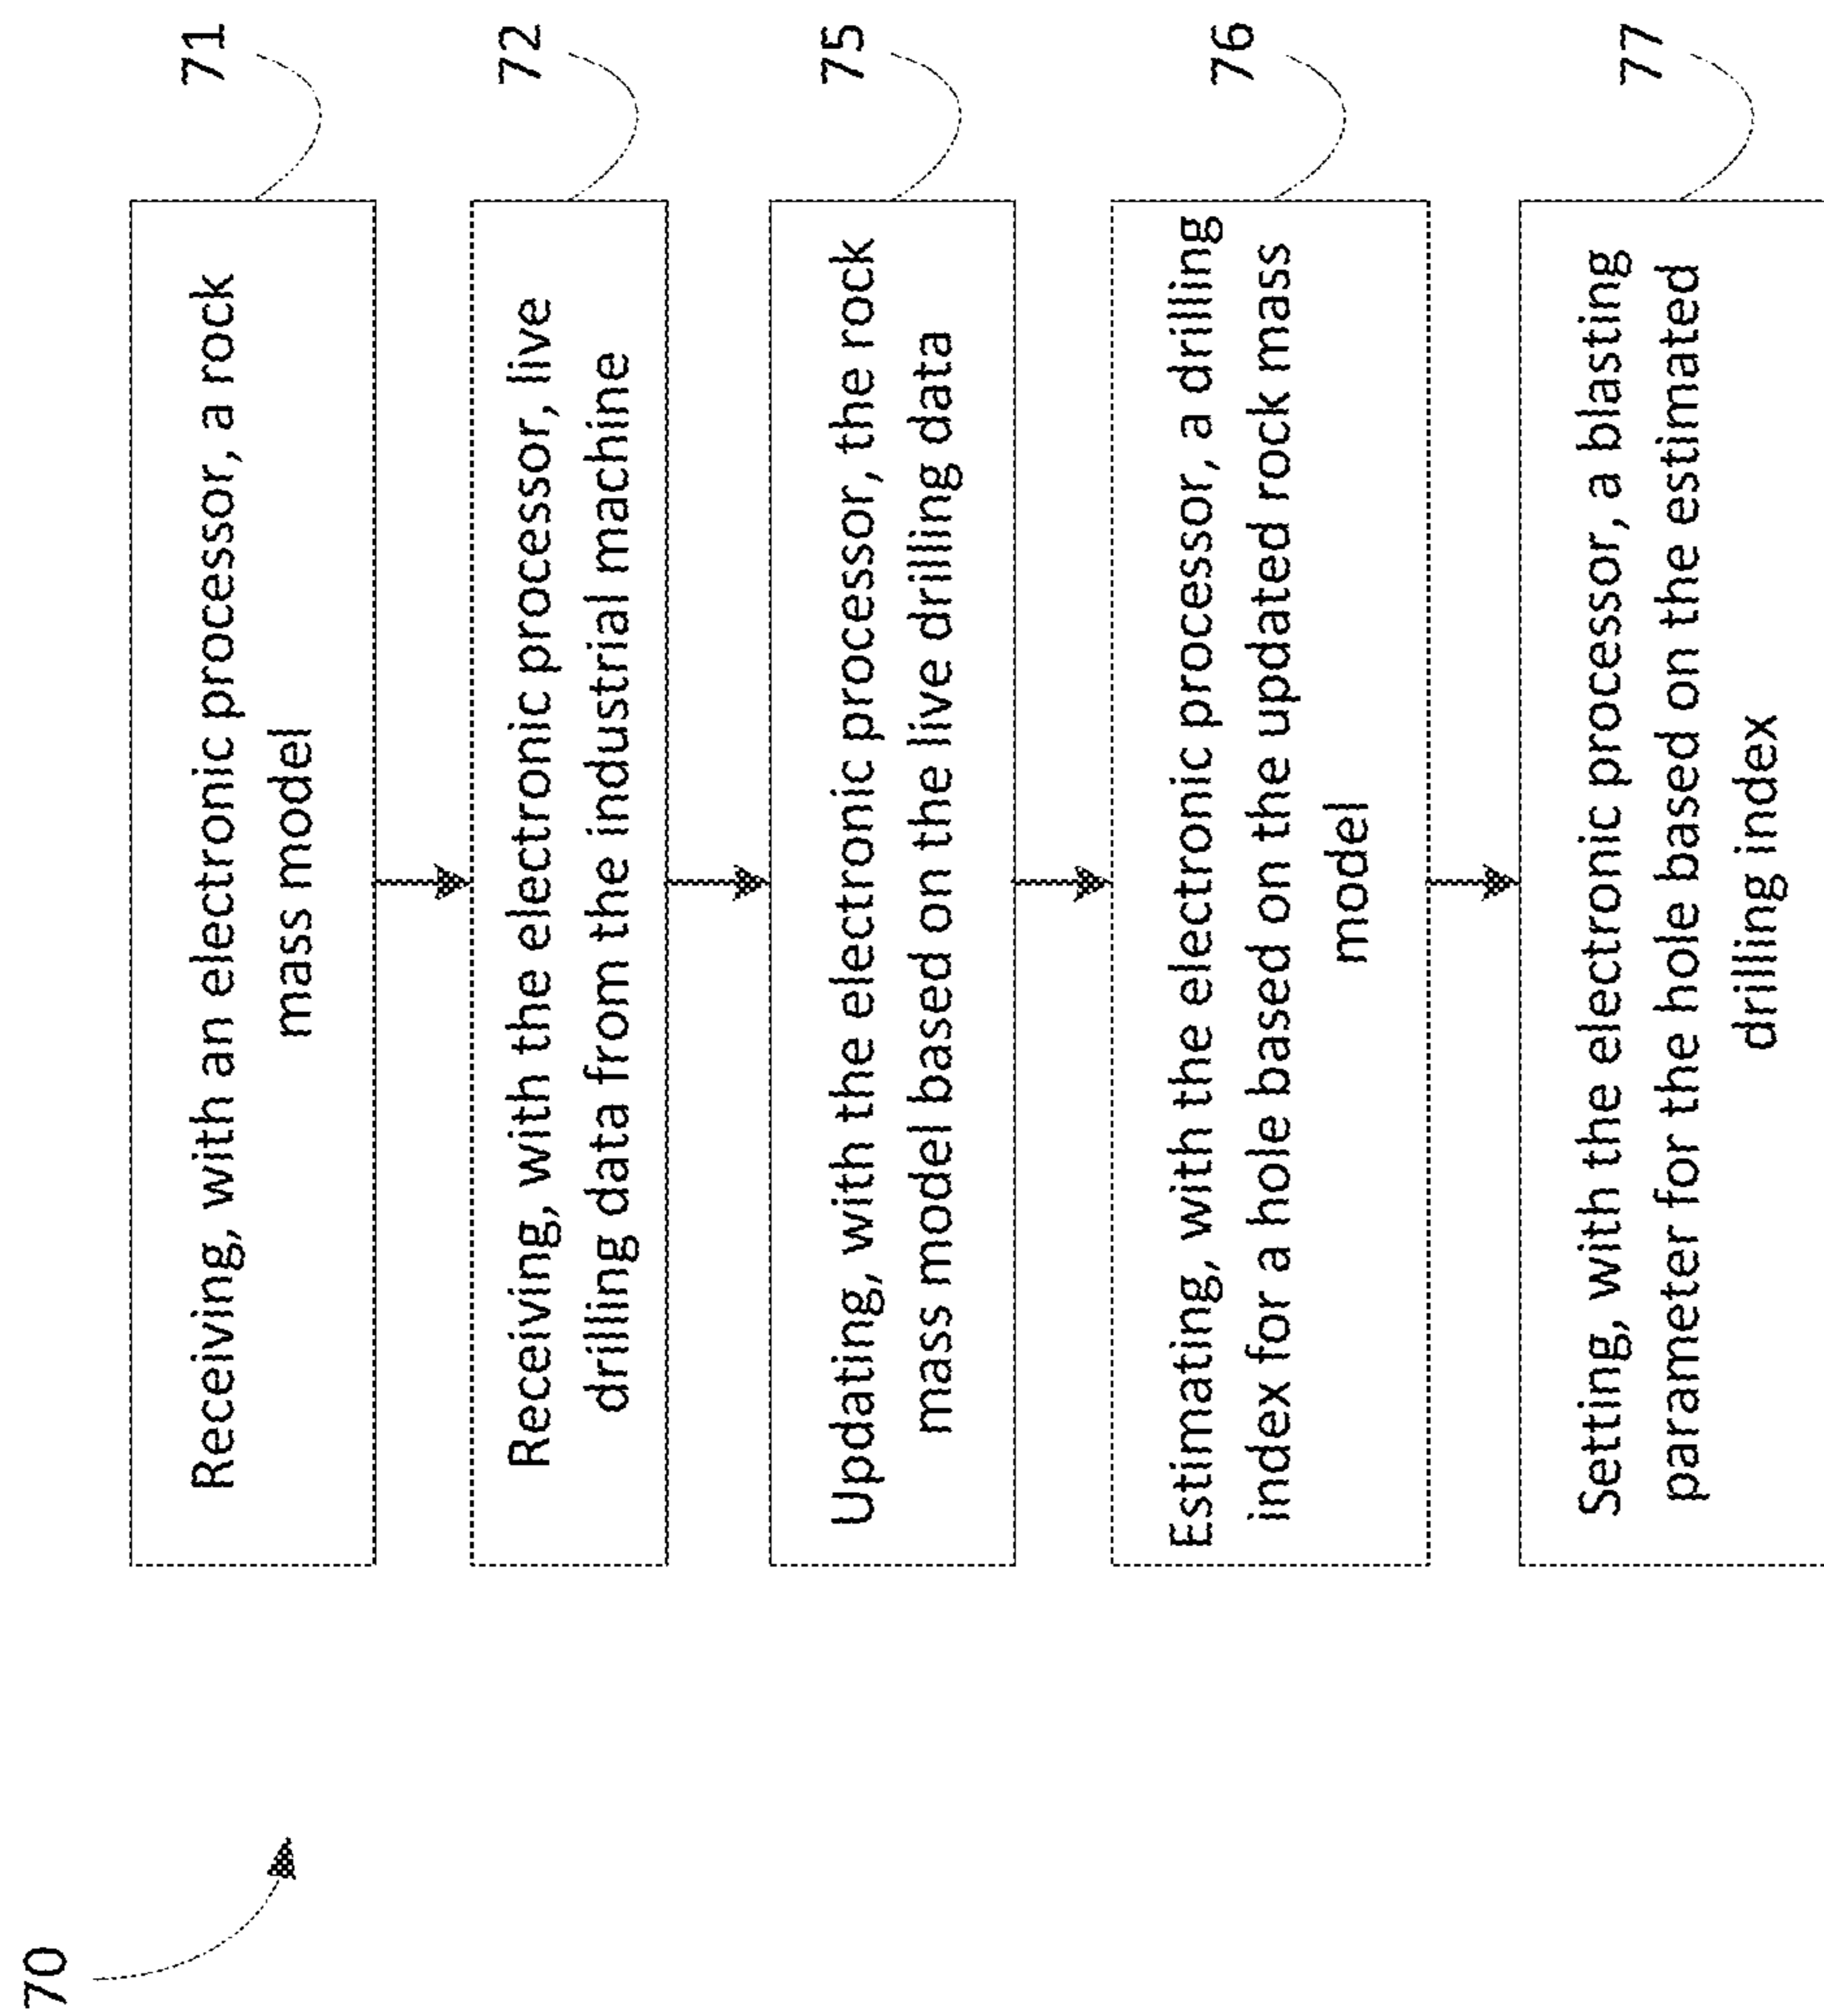 70
Receiving, with an electronic processor, a rock
mass model
71
Receiving, with the electronic processor, live
drilling data from the industrial machine
72
Updating, with the electronic processor, the rock
mass model based on the live drilling data
75
Estimating, with the electronic processor, a drilling
index for a hole based on the updated rock mass
model
76
Setting, with the electronic processor, a blasting
parameter for the hole based on the estimated
drilling index
77